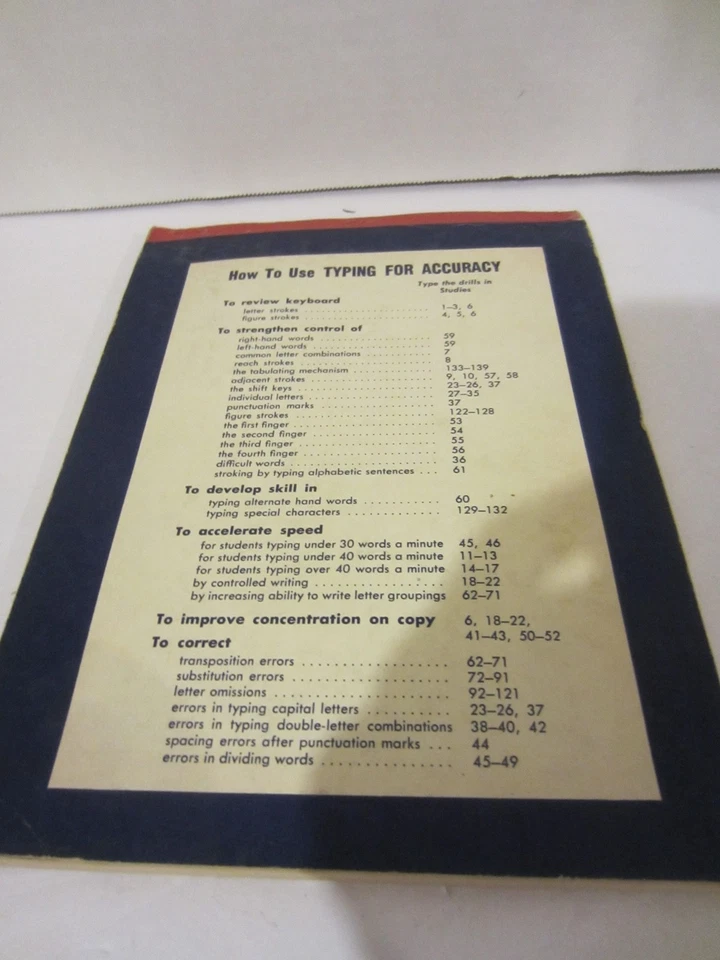 How To Use TYPING FOR ACCURACY
Type the drills in
Studies
To review keyboard
letter strokes . . . . . . . . . . . . . . . . . . . . . . 1–3, 6
figure strokes . . . . . . . . . . . . . . . . . . . . . . 4, 5, 6
To strengthen control of
right-hand words . . . . . . . . . . . . . . . . . . 59
left-hand words . . . . . . . . . . . . . . . . . . . 59
common letter combinations . . . . . . . . . . 7
reach strokes . . . . . . . . . . . . . . . . . . . . . 8
the tabulating mechanism . . . . . . . . . . . . 133–139
adjacent strokes . . . . . . . . . . . . . . . . . . . 9, 10, 57, 58
the shift keys . . . . . . . . . . . . . . . . . . . . . 23–26, 37
individual letters . . . . . . . . . . . . . . . . . . 27–35
punctuation marks . . . . . . . . . . . . . . . . . 37
figure strokes . . . . . . . . . . . . . . . . . . . . . 122–128
the first finger . . . . . . . . . . . . . . . . . . . . 53
the second finger . . . . . . . . . . . . . . . . . . 54
the third finger . . . . . . . . . . . . . . . . . . . 55
the fourth finger . . . . . . . . . . . . . . . . . . 56
difficult words . . . . . . . . . . . . . . . . . . . . 36
stroking by typing alphabetic sentences . . . 61
To develop skill in
typing alternate hand words . . . . . . . . . . . 60
typing special characters . . . . . . . . . . . . . 129–132
To accelerate speed
for students typing under 30 words a minute 45, 46
for students typing under 40 words a minute 11–13
for students typing over 40 words a minute 14–17
by controlled writing . . . . . . . . . . . . . . . . 18–22
by increasing ability to write letter groupings 62–71
To improve concentration on copy 6, 18–22,
41–43, 50–52
To correct
transposition errors . . . . . . . . . . . . . . . . . . 62–71
substitution errors . . . . . . . . . . . . . . . . . . . 72–91
letter omissions . . . . . . . . . . . . . . . . . . . . . 92–121
errors in typing capital letters . . . . . . . . . . 23–26, 37
errors in typing double-letter combinations 38–40, 42
spacing errors after punctuation marks . . . 44
errors in dividing words . . . . . . . . . . . . . . 45–49